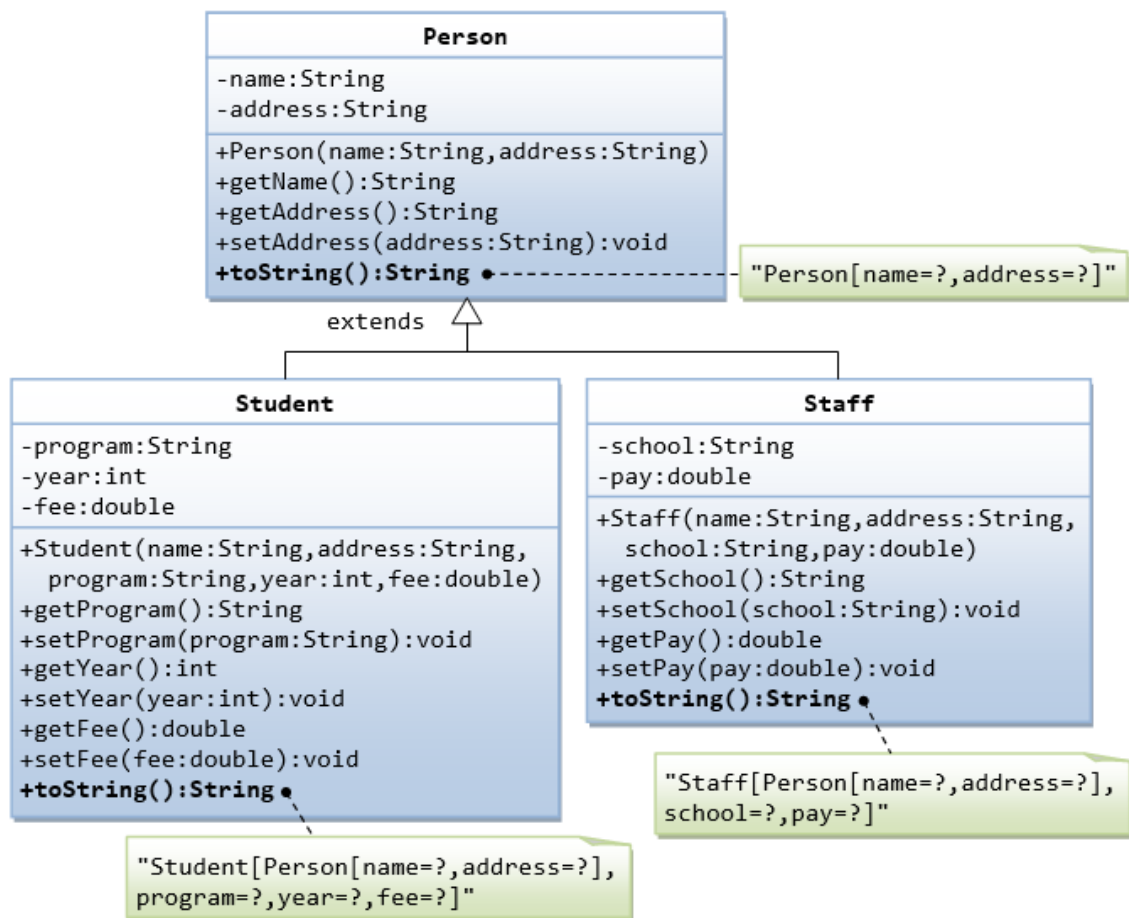 Person
-name:String
-address:String
+Person(name:String,address:String)
+getName():String
+getAddress():String
+setAddress(address:String):void
+toString():String
"Person[name=?,address=?]"
extends
Student
-program:String
-year:int
-fee:double
+Student(name:String,address:String,
program:String,year:int,fee:double)
+getProgram():String
+setProgram(program:String):void
+getYear():int
+setYear(year:int):void
+getFee():double
+setFee(fee:double):void
+toString():String
"Student[Person[name=?,address=?],
program=?,year=?,fee=?]"
Staff
-school:String
-pay:double
+Staff(name:String,address:String,
school:String,pay:double)
+getSchool():String
+setSchool(school:String):void
+getPay():double
+setPay(pay:double):void
+toString():String
"Staff[Person[name=?,address=?],
school=?,pay=?]"